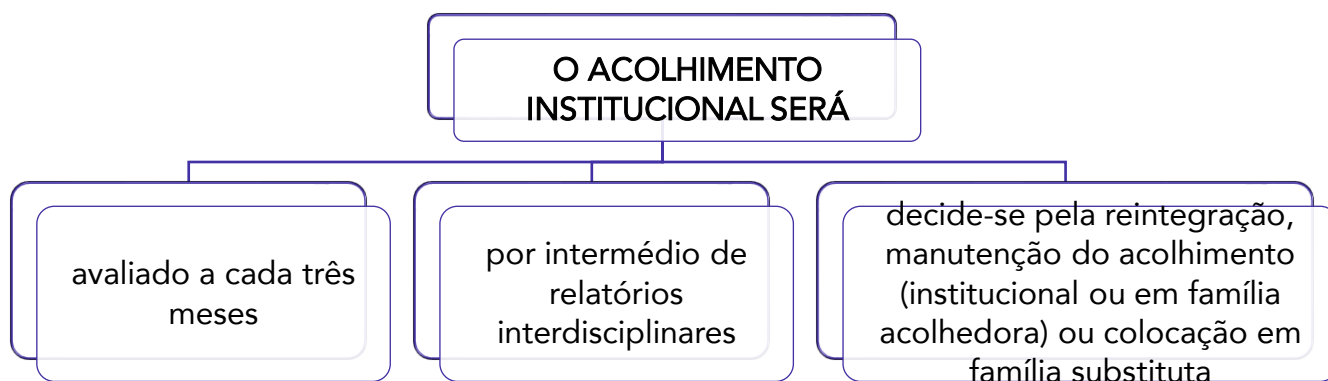 O ACOLHIMENTO
INSTITUCIONAL SERÁ
avaliado a cada três
meses
por intermédio de
relatórios
interdisciplinares
decide-se pela reintegração,
manutenção do acolhimento
(institucional ou em família
acolhedora) ou colocação em
família substituta